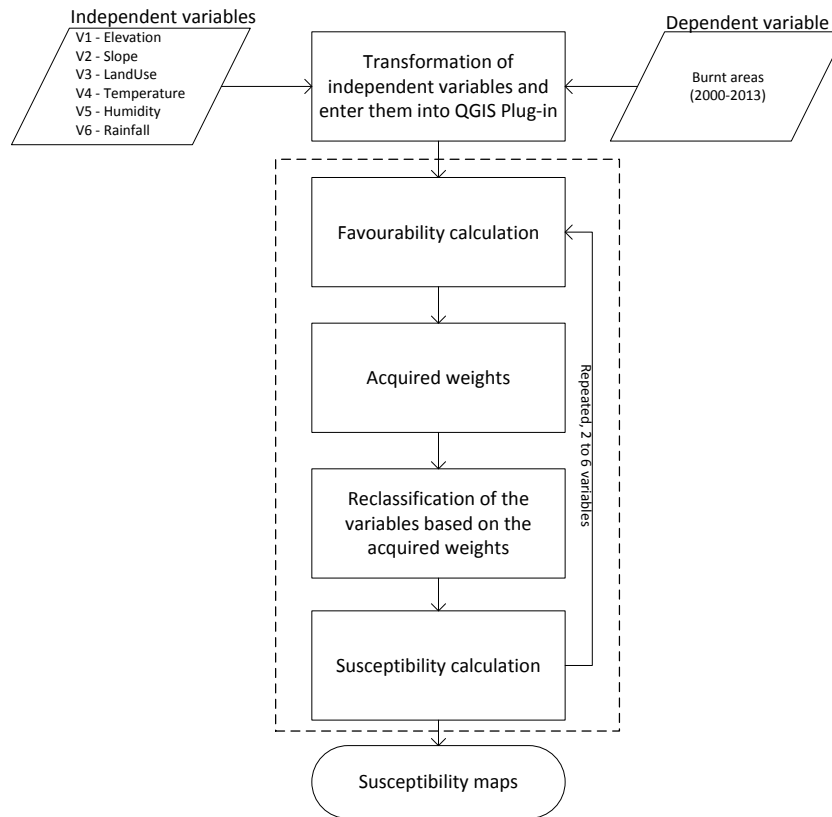 Independent variables
V1 - Elevation
V2 - Slope
V3 - LandUse
V4 - Temperature
V5 - Humidity
V6 - Rainfall
Transformation of
independent variables and
enter them into QGIS Plug-in
Dependent variable
Burnt areas
(2000-2013)
Favourability calculation
Acquired weights
Reclassification of the
variables based on the
acquired weights
Susceptibility calculation
Repeated, 2 to 6 variables
Susceptibility maps